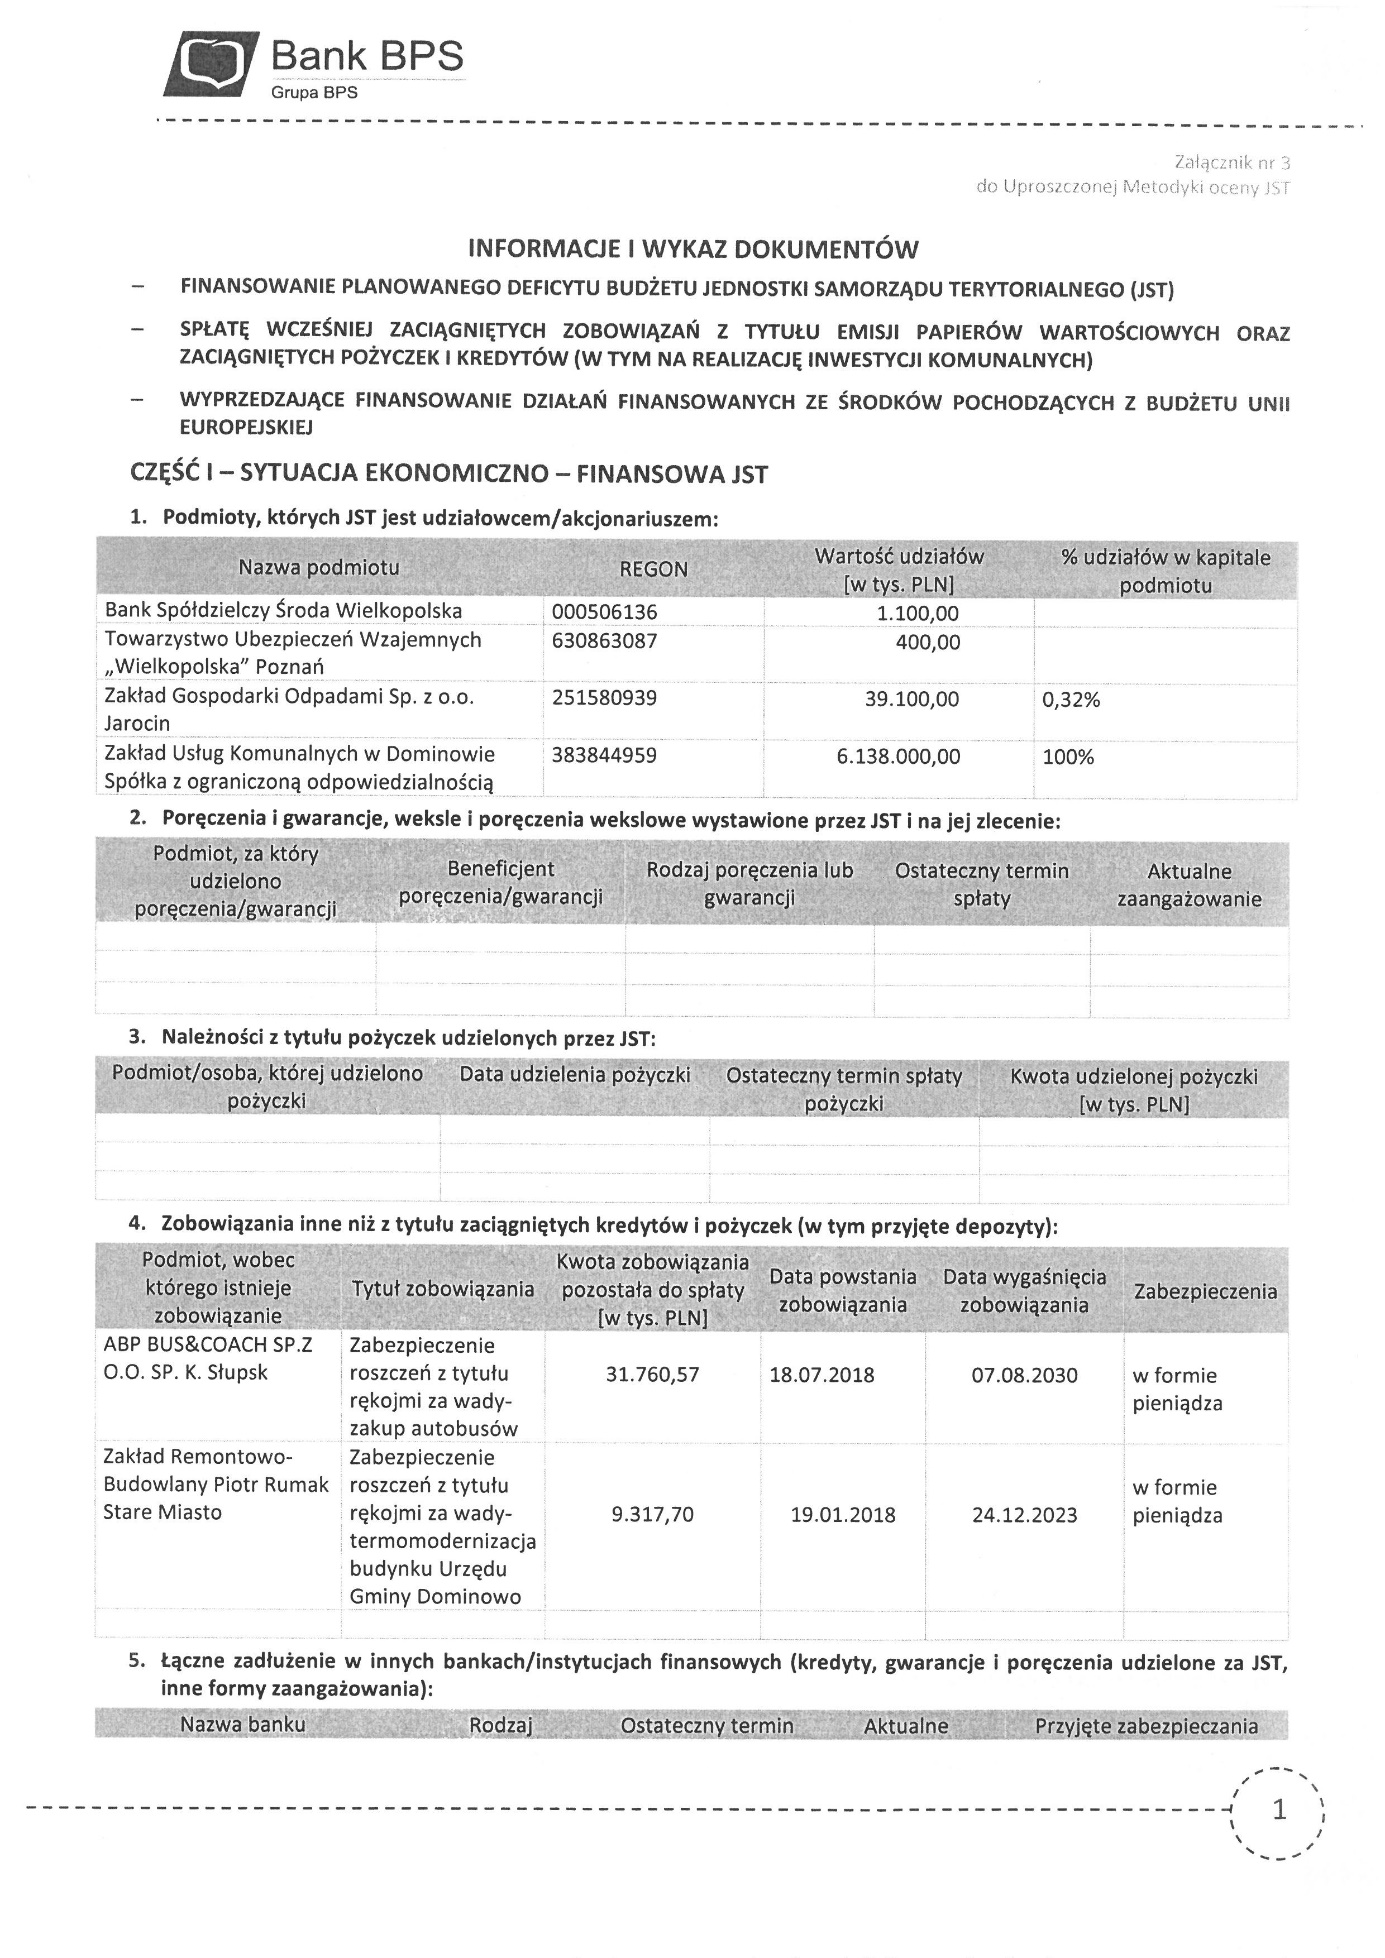 Bank BPS
Grupa BPS
Załącznik nr 3
do Uproszczonej Metodyki oceny JST
INFORMACJE I WYKAZ DOKUMENTÓW
– FINANSOWANIE PLANOWANEGO DEFICYTU BUDŻETU JEDNOSTKI SAMORZĄDU TERYTORIALNEGO (JST)
– SPŁATĘ WCZEŚNIEJ ZACIĄGNIĘTYCH ZOBOWIĄZAŃ Z TYTUŁU EMISJI PAPIERÓW WARTOŚCIOWYCH ORAZ
ZACIĄGNIĘTYCH POŻYCZEK I KREDYTÓW (W TYM NA REALIZACJĘ INWESTYCJI KOMUNALNYCH)
– WYPRZEDZAJĄCE FINANSOWANIE DZIAŁAŃ FINANSOWANYCH ZE ŚRODKÓW POCHODZĄCYCH Z BUDŻETU UNII
EUROPEJSKIEJ
CZĘŚĆ I – SYTUACJA EKONOMICZNO – FINANSOWA JST
1. Podmioty, których JST jest udziałowcem/akcjonariuszem:
Nazwa podmiotu REGON Wartość udziałów % udziałów w kapitale
[w tys. PLN] podmiotu
Bank Spółdzielczy Środa Wielkopolska 000506136 1.100,00
Towarzystwo Ubezpieczeń Wzajemnych 630863087 400,00
„Wielkopolska” Poznań
Zakład Gospodarki Odpadami Sp. z o.o. 251580939 39.100,00 0,32%
Jarocin
Zakład Usług Komunalnych w Dominowie 383844959 6.138.000,00 100%
Spółka z ograniczoną odpowiedzialnością
2. Poręczenia i gwarancje, weksle i poręczenia wekslowe wystawione przez JST i na jej zlecenie:
Podmiot, za który
udzielono
poręczenia/gwarancji
Beneficjent
poręczenia/gwarancji
Rodzaj poręczenia lub
gwarancji
Ostateczny termin
spłaty
Aktualne
zaangażowanie
3. Należności z tytułu pożyczek udzielonych przez JST:
Podmiot/osoba, której udzielono
pożyczki
Data udzielenia pożyczki
Ostateczny termin spłaty
pożyczki
Kwota udzielonej pożyczki
[w tys. PLN]
4. Zobowiązania inne niż z tytułu zaciągniętych kredytów i pożyczek (w tym przyjęte depozyty):
Podmiot, wobec
którego istnieje
zobowiązanie
Tytuł zobowiązania
Kwota zobowiązania
pozostała do spłaty
[w tys. PLN]
Data powstania
zobowiązania
Data wygaśnięcia
zobowiązania
Zabezpieczenia
ABP BUS&COACH SP.Z
O.O. SP. K. Słupsk
Zabezpieczenie
roszczeń z tytułu
rękojmi za wady-
zakup autobusów
31.760,57
18.07.2018
07.08.2030
w formie
pieniądza
Zakład Remontowo-
Budowlany Piotr Rumak
Stare Miasto
Zabezpieczenie
roszczeń z tytułu
rękojmi za wady-
termomodernizacja
budynku Urzędu
Gminy Dominowo
9.317,70
19.01.2018
24.12.2023
w formie
pieniądza
5. Łączne zadłużenie w innych bankach/instytucjach finansowych (kredyty, gwarancje i poręczenia udzielone za JST,
inne formy zaangażowania):
Nazwa banku Rodzaj Ostateczny termin Aktualne Przyjęte zabezpieczania
1